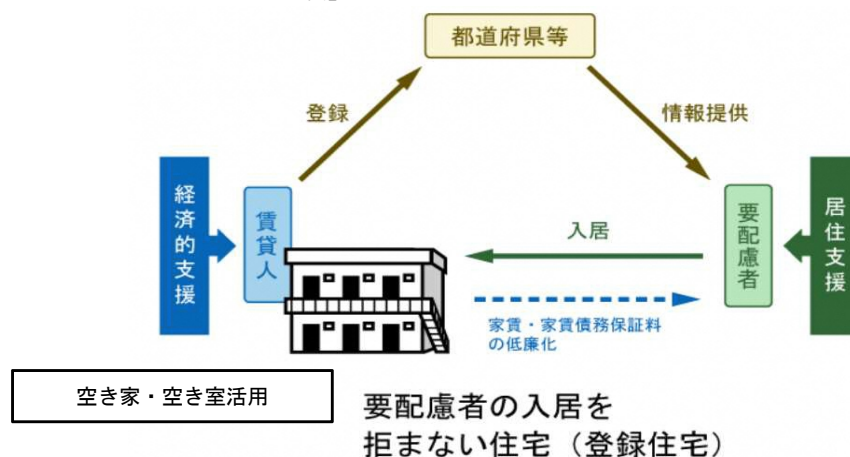 都道府県等
登録
情報提供
経済的支援
賃貸人
要配慮者
居住支援
入居
家賃・家賃債務保証料
の低廉化
空き家・空き室活用
要配慮者の入居を
拒まない住宅（登録住宅）